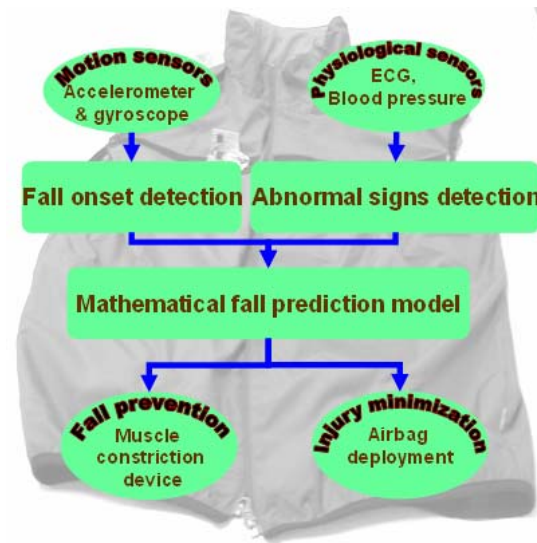 Motion sensors
Accelerometer
& gyroscope
Physiological sensors
ECG,
Blood pressure
Fall onset detection
Abnormal signs detection
Mathematical fall prediction model
Fall prevention
Muscle
constriction
device
Injury minimization
Airbag
deployment